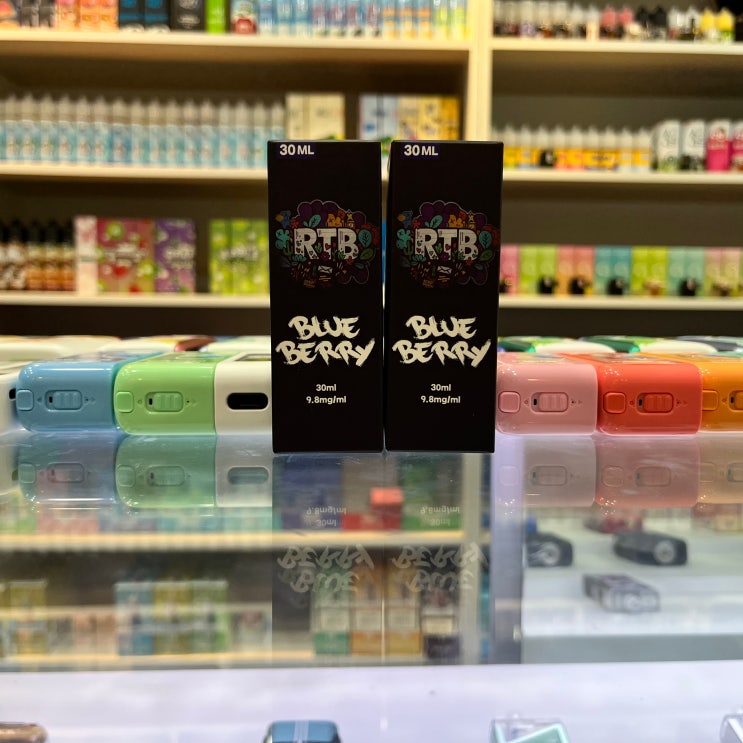 30 ML
RTB
BLUE
BERRY
30ml
9.8mg/ml
30 ML
RTB
BLUE
BERRY
30ml
9.8mg/ml